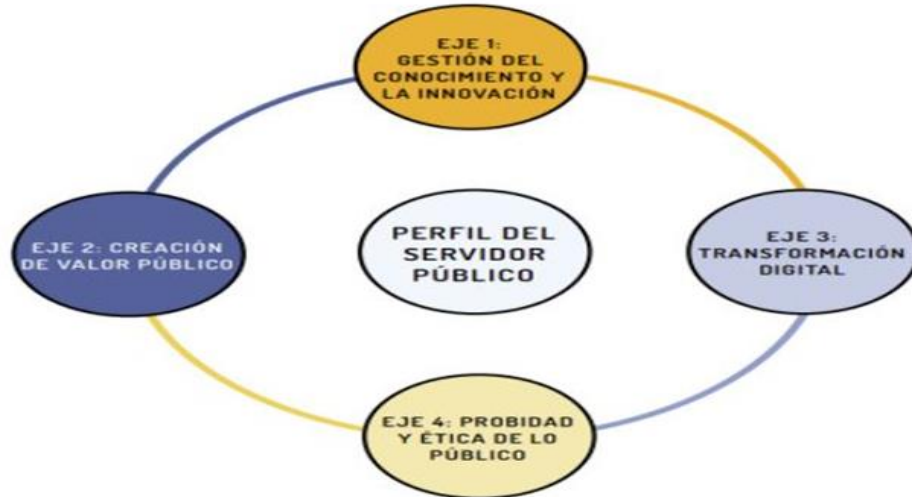 EJE 1:
GESTIÓN DEL
CONOCIMIENTO Y
LA INNOVACIÓN
EJE 2: CREACIÓN
DE VALOR PÚBLICO
PERFIL DEL
SERVIDOR
PÚBLICO
EJE 3:
TRANSFORMACIÓN
DIGITAL
EJE 4: PROBIDAD
Y ÉTICA DE LO
PÚBLICO